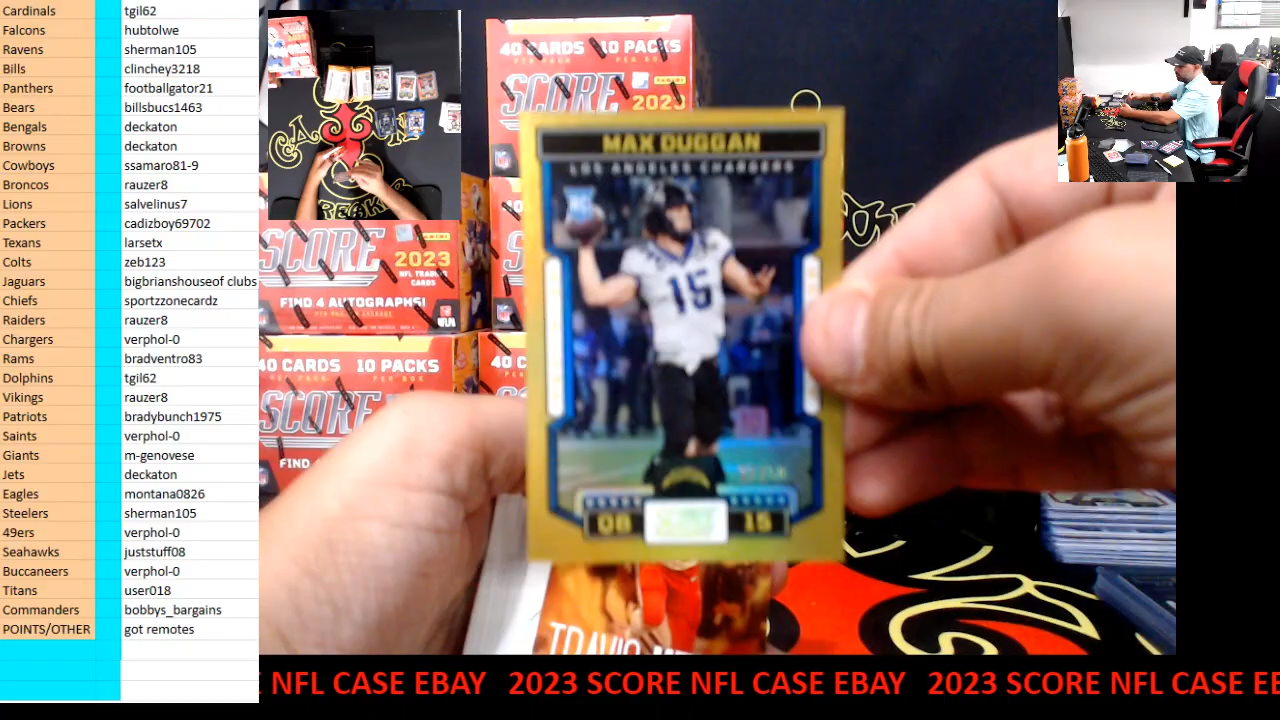 Cardinals tgil62
Falcons hubtolwe
Ravens sherman105
Bills clinchey3218
Panthers footballgator21
Bears billsbucs1463
Bengals deckaton
Browns deckaton
Cowboys ssamaro81-9
Broncos rauzer8
Lions salvelinus7
Packers cadizboy69702
Texans larsetx
Colts zeb123
Jaguars bigbrianshouseof clubs
Chiefs sportzzonecardz
Raiders rauzer8
Chargers verphol-0
Rams bradventro83
Dolphins tgil62
Vikings rauzer8
Patriots bradybunch1975
Saints verphol-0
Giants m-genovese
Jets deckaton
Eagles montana0826
Steelers sherman105
49ers verphol-0
Seahawks juststuff08
Buccaneers verphol-0
Titans user018
Commanders bobbys_bargains
POINTS/OTHER got remotes
40 CARDS 10 PACKS
SCORE
2023
MAX DUGGAN
LOS ANGELES CHARGERS
15
QB 15
SCORE
2023
NFL TRADING
CARDS
FIND 4 AUTOGRAPHS!
40 CARDS 10 PACKS
PER BOX
SCORE
FIND
40 C
NFL CASE EBAY 2023 SCORE NFL CASE EBAY 2023 SCORE NFL CASE